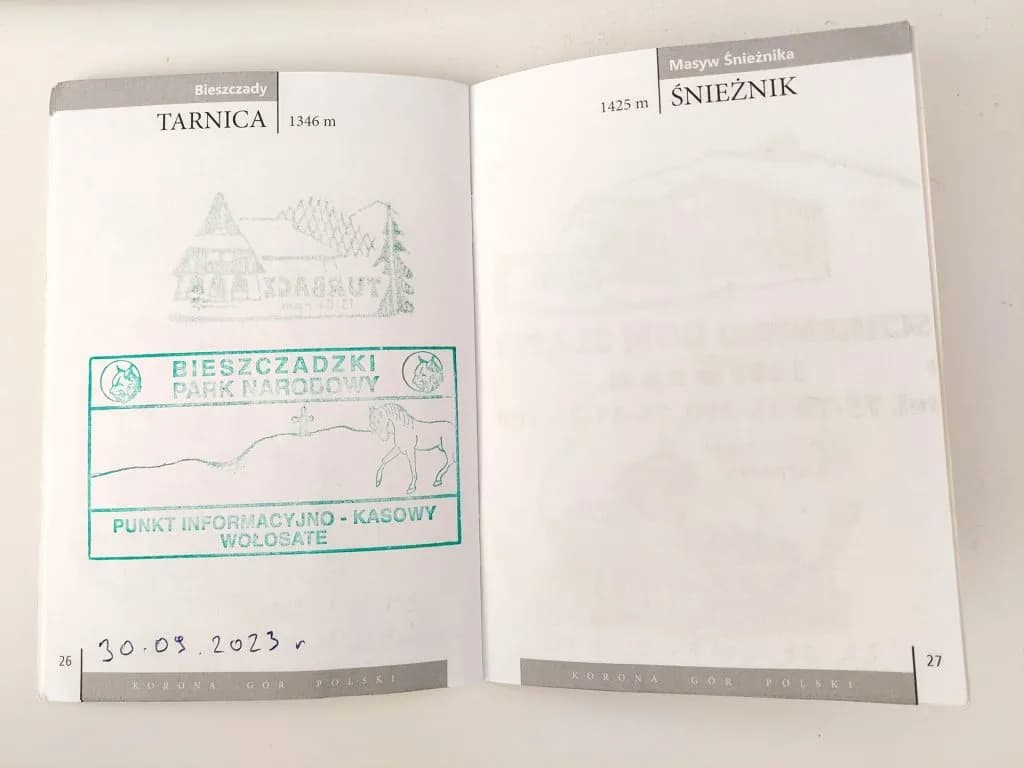 Bieszczady
TARNICA 1346 m
TURBACZ
BIESZCZADZKI
PARK NARODOWY
PUNKT INFORMACYJNO - KASOWY
WOŁOSATE
30.09.2023 r
26
KORONA GÓR POLSKI
Masyw Śnieżnika
1425 m ŚNIEŻNIK
KORONA GÓR POLSKI
27